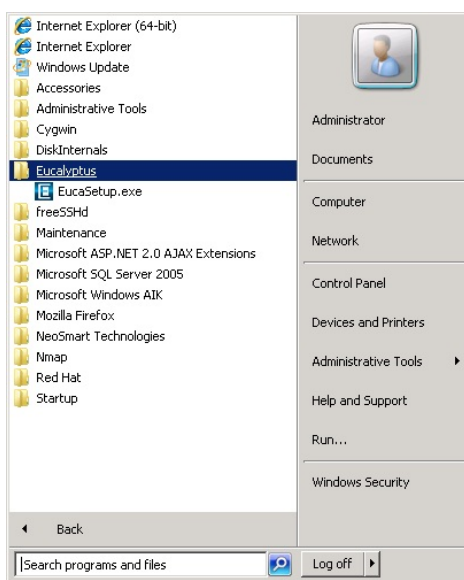 Internet Explorer (64-bit)
Internet Explorer
Windows Update
Accessories
Administrative Tools
Cygwin
DiskInternals
Eucalyptus
EucaSetup.exe
freeSSHd
Maintenance
Microsoft ASP.NET 2.0 AJAX Extensions
Microsoft SQL Server 2005
Microsoft Windows AIK
Mozilla Firefox
NeoSmart Technologies
Nmap
Red Hat
Startup
Back
Search programs and files
Administrator
Documents
Computer
Network
Control Panel
Devices and Printers
Administrative Tools
Help and Support
Run...
Windows Security
Log off